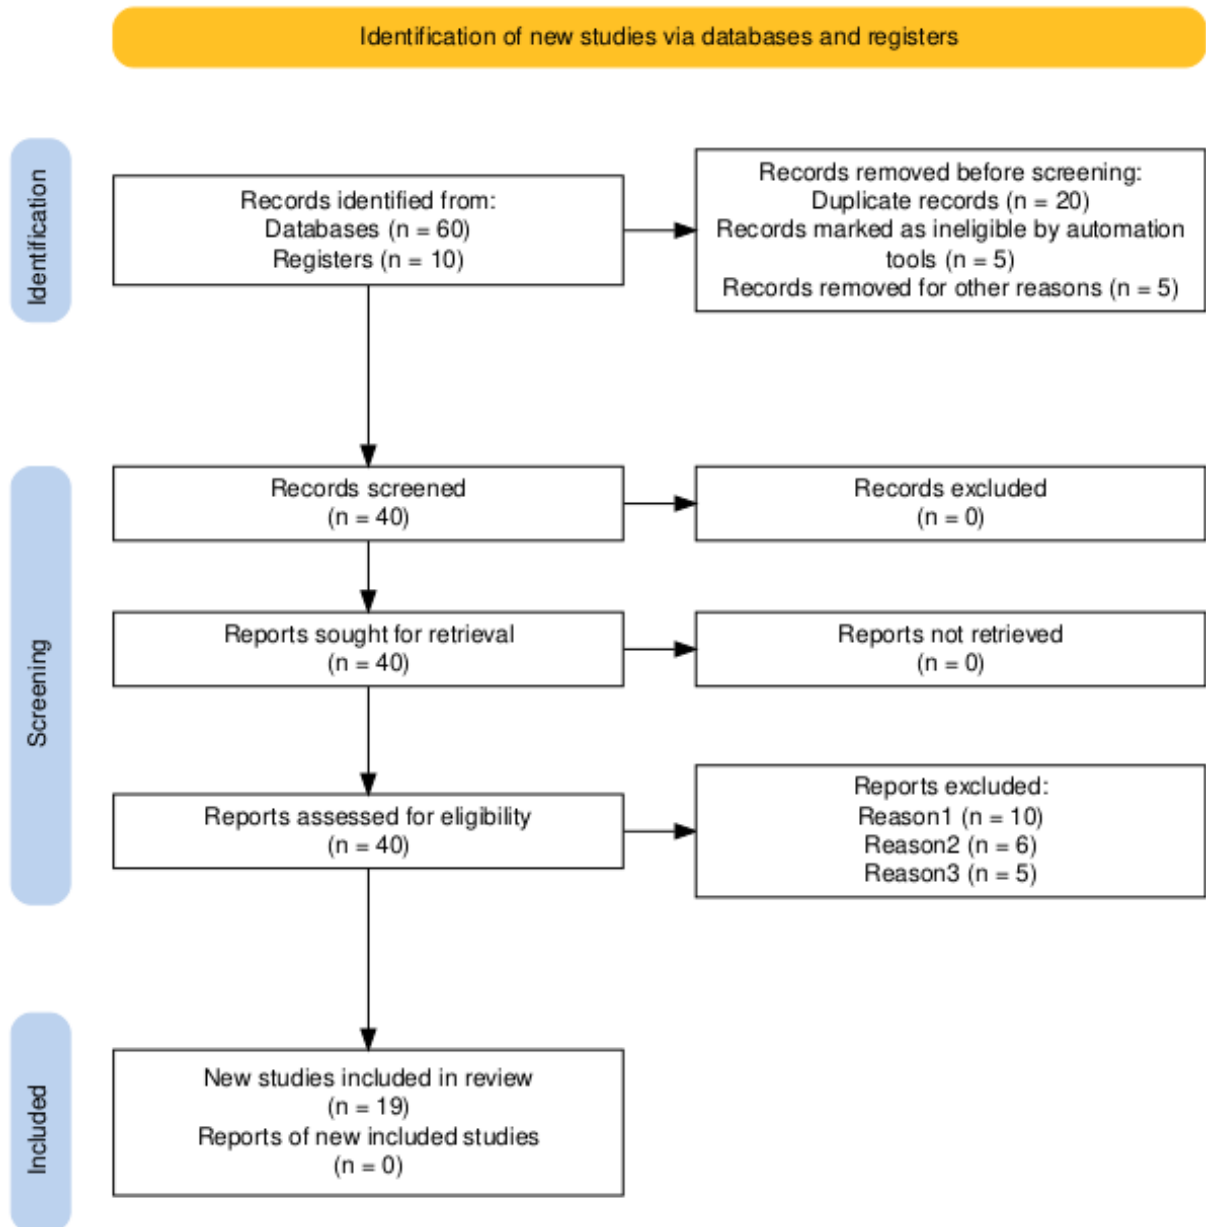 Identification of new studies via databases and registers
Identification
Records identified from:
Databases (n = 60)
Registers (n = 10)
Records removed before screening:
Duplicate records (n = 20)
Records marked as ineligible by automation
tools (n = 5)
Records removed for other reasons (n = 5)
Screening
Records screened
(n = 40)
Records excluded
(n = 0)
Reports sought for retrieval
(n = 40)
Reports not retrieved
(n = 0)
Reports assessed for eligibility
(n = 40)
Reports excluded:
Reason1 (n = 10)
Reason2 (n = 6)
Reason3 (n = 5)
Included
New studies included in review
(n = 19)
Reports of new included studies
(n = 0)